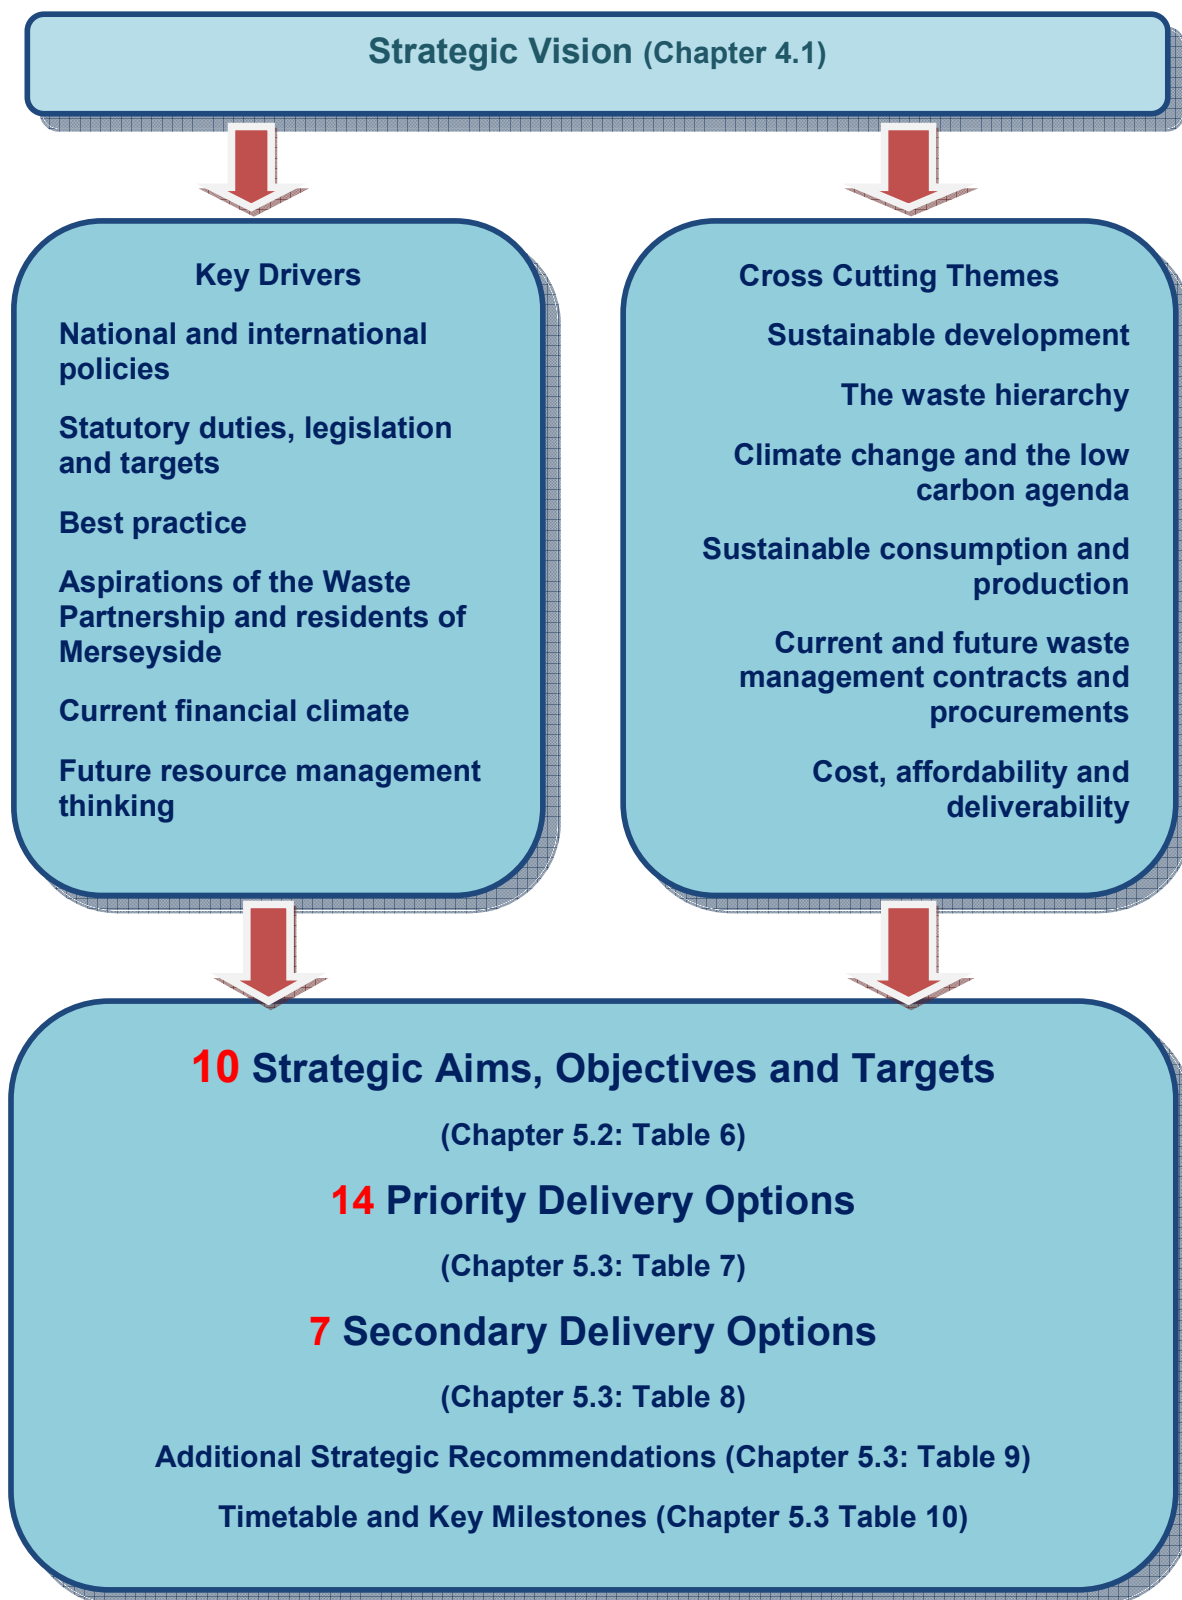 Strategic Vision (Chapter 4.1)
Key Drivers
National and international
policies
Statutory duties, legislation
and targets
Best practice
Aspirations of the Waste
Partnership and residents of
Merseyside
Current financial climate
Future resource management
thinking
Cross Cutting Themes
Sustainable development
The waste hierarchy
Climate change and the low
carbon agenda
Sustainable consumption and
production
Current and future waste
management contracts and
procurements
Cost, affordability and
deliverability
10 Strategic Aims, Objectives and Targets
(Chapter 5.2: Table 6)
14 Priority Delivery Options
(Chapter 5.3: Table 7)
7 Secondary Delivery Options
(Chapter 5.3: Table 8)
Additional Strategic Recommendations (Chapter 5.3: Table 9)
Timetable and Key Milestones (Chapter 5.3 Table 10)